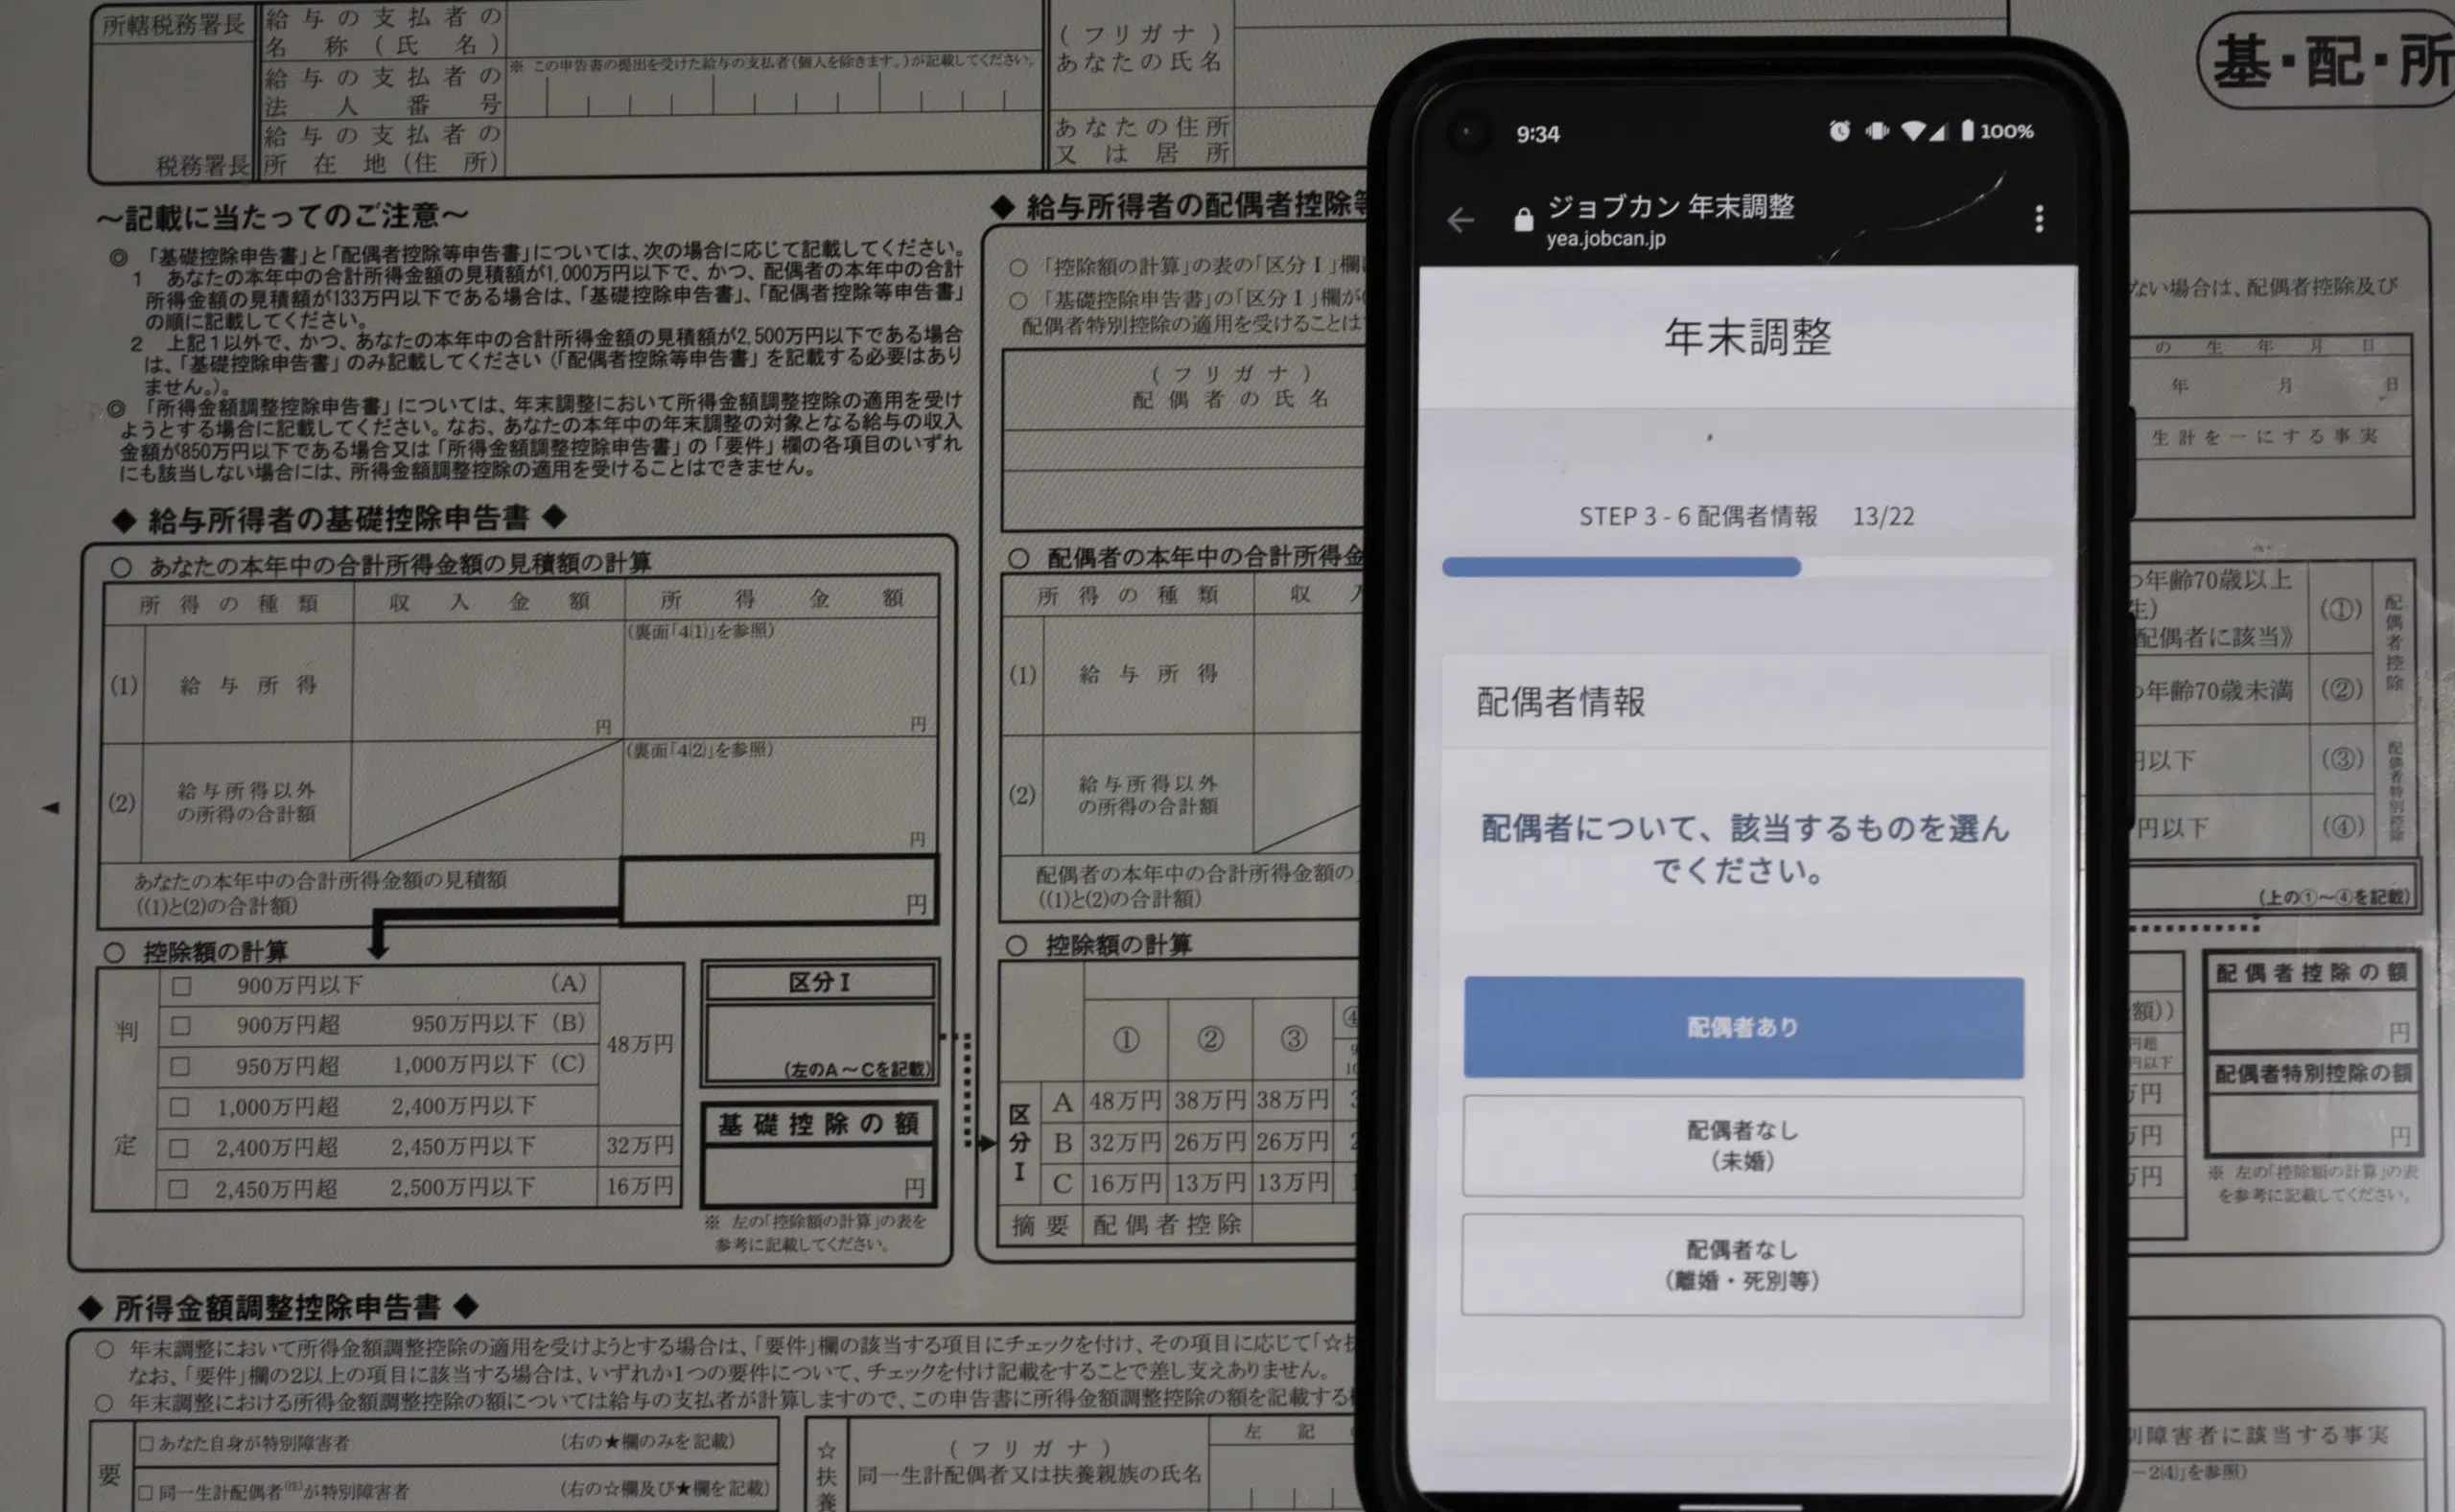 所轄税務署長
税務署長
給与の支払者の
名称（氏名）
給与の支払者の
法人番号
※ この申告書の提出を受けた給与の支払者(個人を除きます。)が記載してください。
給与の支払者の
所在地(住所)
(フリガナ)
あなたの氏名
あなたの住所
又は居所
基・配・所
～記載に当たってのご注意～
◎ 「基礎控除申告書」と「配偶者控除等申告書」については、次の場合に応じて記載してください。
1 あなたの本年中の合計所得金額の見積額が1,000万円以下で、かつ、配偶者の本年中の合計
所得金額の見積額が133万円以下である場合は、「基礎控除申告書」、「配偶者控除等申告書」
の順に記載してください。
2 上記1以外で、かつ、あなたの本年中の合計所得金額の見積額が2,500万円以下である場合
は、「基礎控除申告書」のみ記載してください（「配偶者控除等申告書」を記載する必要はあり
ません。）。
◎ 「所得金額調整控除申告書」については、年末調整において所得金額調整控除の適用を受け
ようとする場合に記載してください。なお、あなたの本年中の年末調整の対象となる給与の収入
金額が850万円以下である場合又は「所得金額調整控除申告書」の「要件」欄の各項目のいずれ
にも該当しない場合には、所得金額調整控除の適用を受けることはできません。
◆ 給与所得者の基礎控除申告書 ◆
○ あなたの本年中の合計所得金額の見積額の計算
所得の種類 収入金額 所得金額
(1) 給与所得 円 (裏面「4(1)」を参照) 円
(2) 給与所得以外
の所得の合計額 (裏面「4(2)」を参照) 円
あなたの本年中の合計所得金額の見積額
((1)と(2)の合計額) 円
○ 控除額の計算
判定
□ 900万円以下 (A)
□ 900万円超 950万円以下 (B)
□ 950万円超 1,000万円以下 (C)
□ 1,000万円超 2,400万円以下
48万円
□ 2,400万円超 2,450万円以下 32万円
□ 2,450万円超 2,500万円以下 16万円
区分Ⅰ
(左のA～Cを記載)
基礎控除の額
円
※ 左の「控除額の計算」の表を
参考に記載してください。
◆ 給与所得者の配偶者控除
○ 「控除額の計算」の表の「区分Ⅰ」欄
○ 「基礎控除申告書」の「区分Ⅰ」欄が
配偶者特別控除の適用を受けることは
(フリガナ)
配偶者の氏名
○ 配偶者の本年中の合計所得金
所得の種類 収
(1) 給与所得
(2) 給与所得以外
の所得の合計額
配偶者の本年中の合計所得金額の
((1)と(2)の合計額)
○ 控除額の計算
① ② ③ ④
区分Ⅰ
A 48万円 38万円 38万円
B 32万円 26万円 26万円
C 16万円 13万円 13万円
摘要 配偶者控除
ない場合は、配偶者控除及び
の生年月日
年 月 日
生計を一にする事実
年齢70歳以上
生)
配偶者に該当》 (①)
年齢70歳未満 (②)
円以下 (③)
円以下 (④)
配偶者控除
配偶者特別控除
(上の①～④を記載)
額))
円超
円以下
万円
万円
万円
配偶者控除の額
円
配偶者特別控除の額
円
※ 左の「控除額の計算」の表
を参考に記載してください。
◆ 所得金額調整控除申告書 ◆
○ 年末調整において所得金額調整控除の適用を受けようとする場合は、「要件」欄の該当する項目にチェックを付け、その項目に応じて「☆扶
なお、「要件」欄の2以上の項目に該当する場合は、いずれか1つの要件について、チェックを付け記載をすることで差し支えありません。
○ 年末調整における所得金額調整控除の額については給与の支払者が計算しますので、この申告書に所得金額調整控除の額を記載する
要
□ あなた自身が特別障害者 (右の★欄のみを記載)
□ 同一生計配偶者(注)が特別障害者 (右の☆欄及び★欄を記載)
☆扶養
(フリガナ)
同一生計配偶者又は扶養親族の氏名
左記
別障害者に該当する事実
－2(4)」を参照)
9:34
100%
ジョブカン 年末調整
yea.jobcan.jp
年末調整
STEP 3 - 6 配偶者情報 13/22
配偶者情報
配偶者について、該当するものを選ん
でください。
配偶者あり
配偶者なし
(未婚)
配偶者なし
(離婚・死別等)